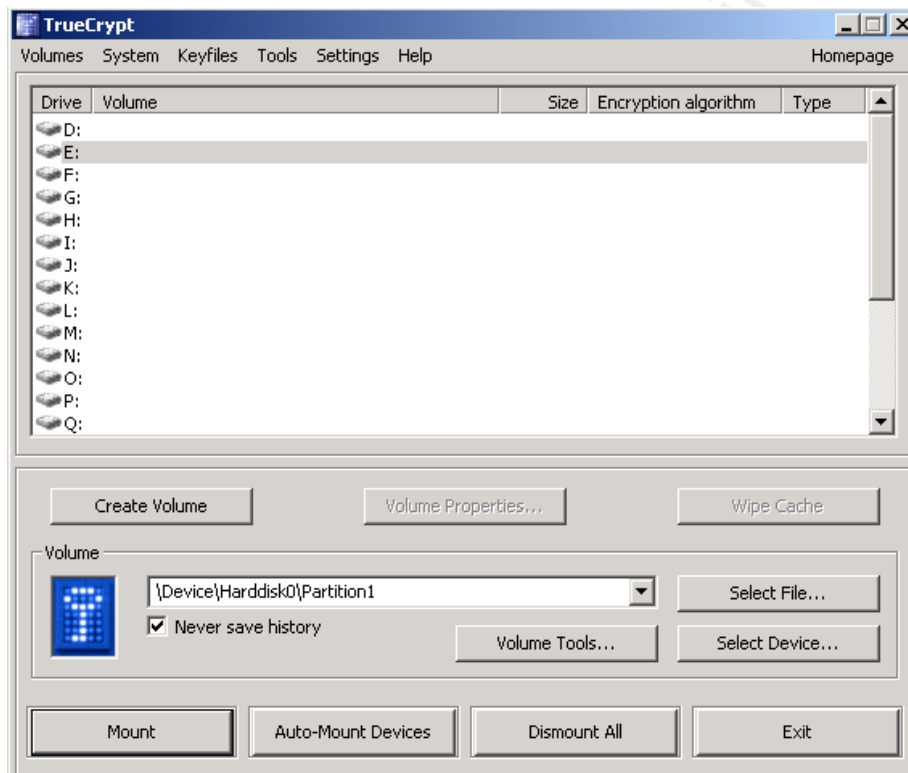 TrueCrypt
Volumes System Keyfiles Tools Settings Help Homepage
Drive Volume Size Encryption algorithm Type
D:
E:
F:
G:
H:
I:
J:
K:
L:
M:
N:
O:
P:
Q:
Create Volume Volume Properties... Wipe Cache
Volume
\Device\Harddisk0\Partition1 Select File...
Never save history
Volume Tools... Select Device...
Mount Auto-Mount Devices Dismount All Exit